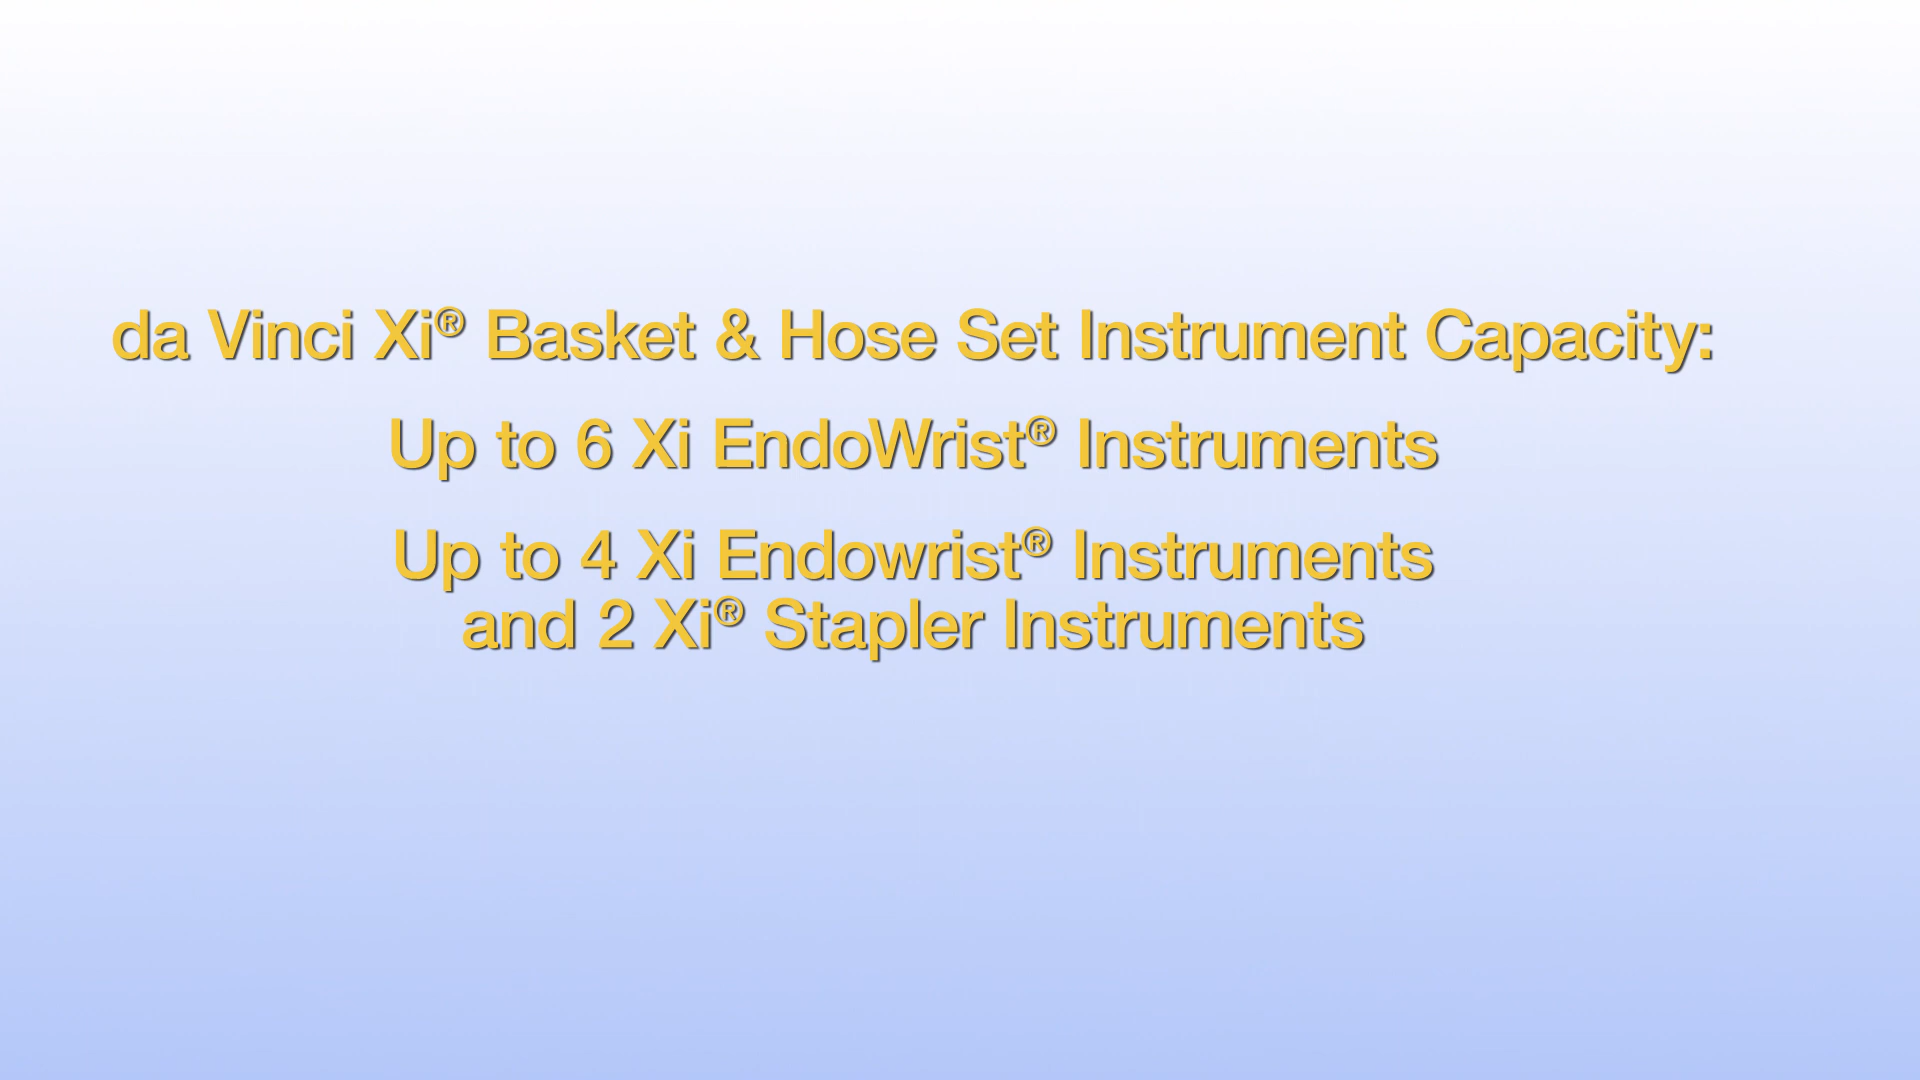 da Vinci Xi® Basket & Hose Set Instrument Capacity:
Up to 6 Xi EndoWrist® Instruments
Up to 4 Xi Endowrist® Instruments
and 2 Xi® Stapler Instruments